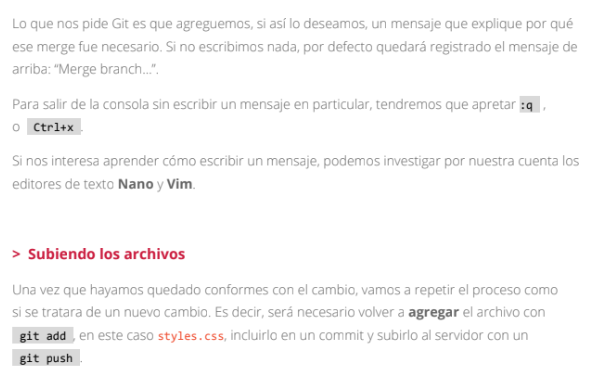 Lo que nos pide Git es que agreguemos, si así lo deseamos, un mensaje que explique por qué
ese merge fue necesario. Si no escribimos nada, por defecto quedará registrado el mensaje de
arriba: “Merge branch...”.
Para salir de la consola sin escribir un mensaje en particular, tendremos que apretar :q ,
o Ctrl+x .
Si nos interesa aprender cómo escribir un mensaje, podemos investigar por nuestra cuenta los
editores de texto Nano y Vim.
> Subiendo los archivos
Una vez que hayamos quedado conformes con el cambio, vamos a repetir el proceso como
si se tratara de un nuevo cambio. Es decir, será necesario volver a agregar el archivo con
git add , en este caso styles.css, incluirlo en un commit y subirlo al servidor con un
git push .